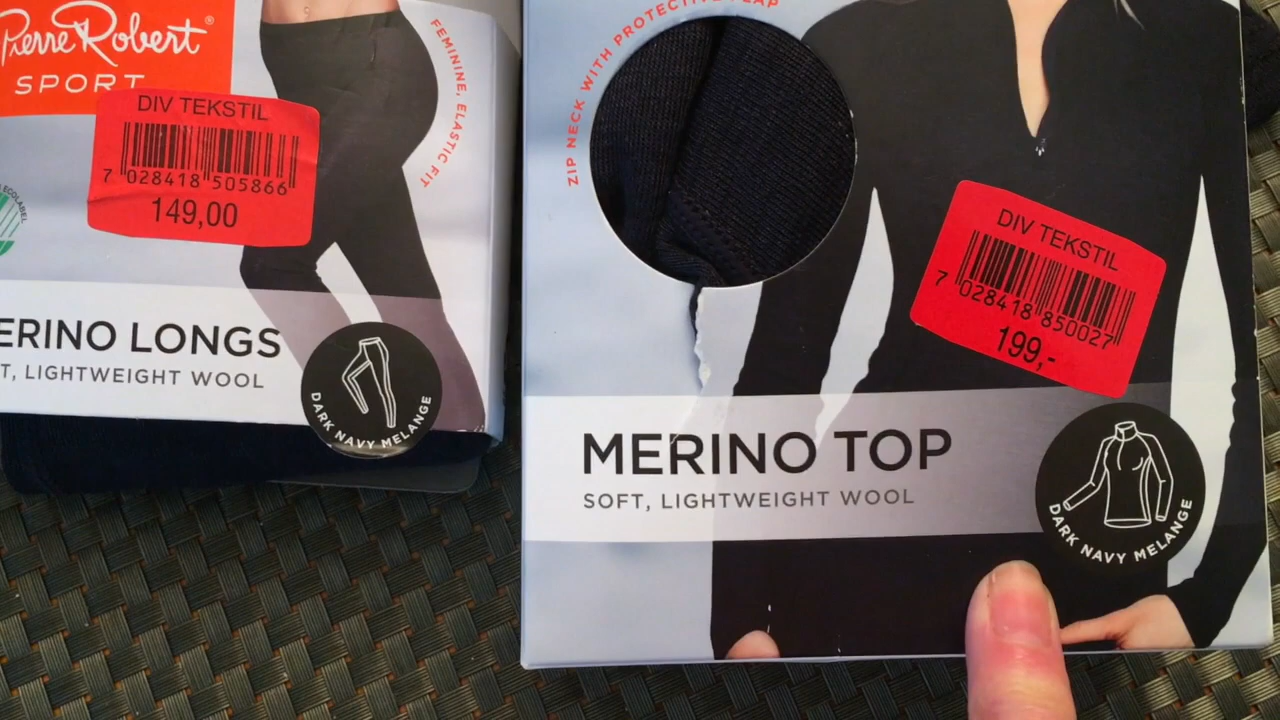 Pierre Robert®
SPORT
FEMININE, ELASTIC FIT
DIV TEKSTIL
7 028418 505866
149,00
ECOLABEL
ERINO LONGS
T, LIGHTWEIGHT WOOL
DARK NAVY MELANGE
ZIP NECK WITH PROTECTIVE FLAP
DIV TEKSTIL
7 028418 850027
199,-
MERINO TOP
SOFT, LIGHTWEIGHT WOOL
DARK NAVY MELANGE